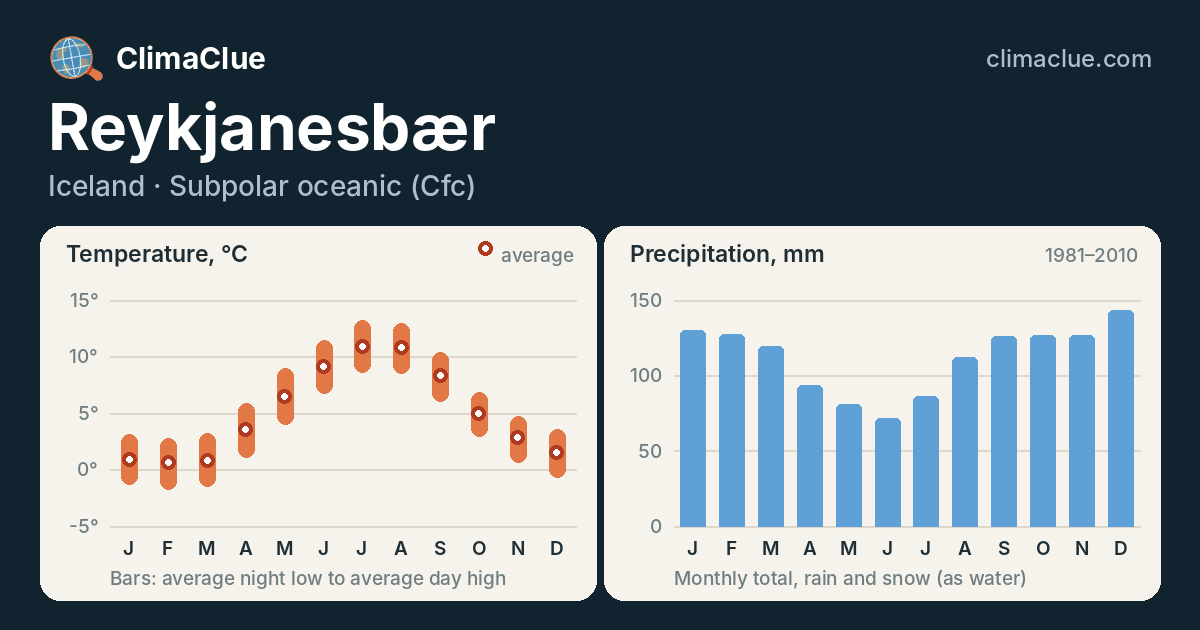 ClimaClue
climaclue.com
Reykjanesbær
Iceland · Subpolar oceanic (Cfc)
Temperature, °C
average
15°
10°
5°
0°
-5°
J F M A M J J A S O N D
Bars: average night low to average day high
Precipitation, mm
1981–2010
150
100
50
0
J F M A M J J A S O N D
Monthly total, rain and snow (as water)